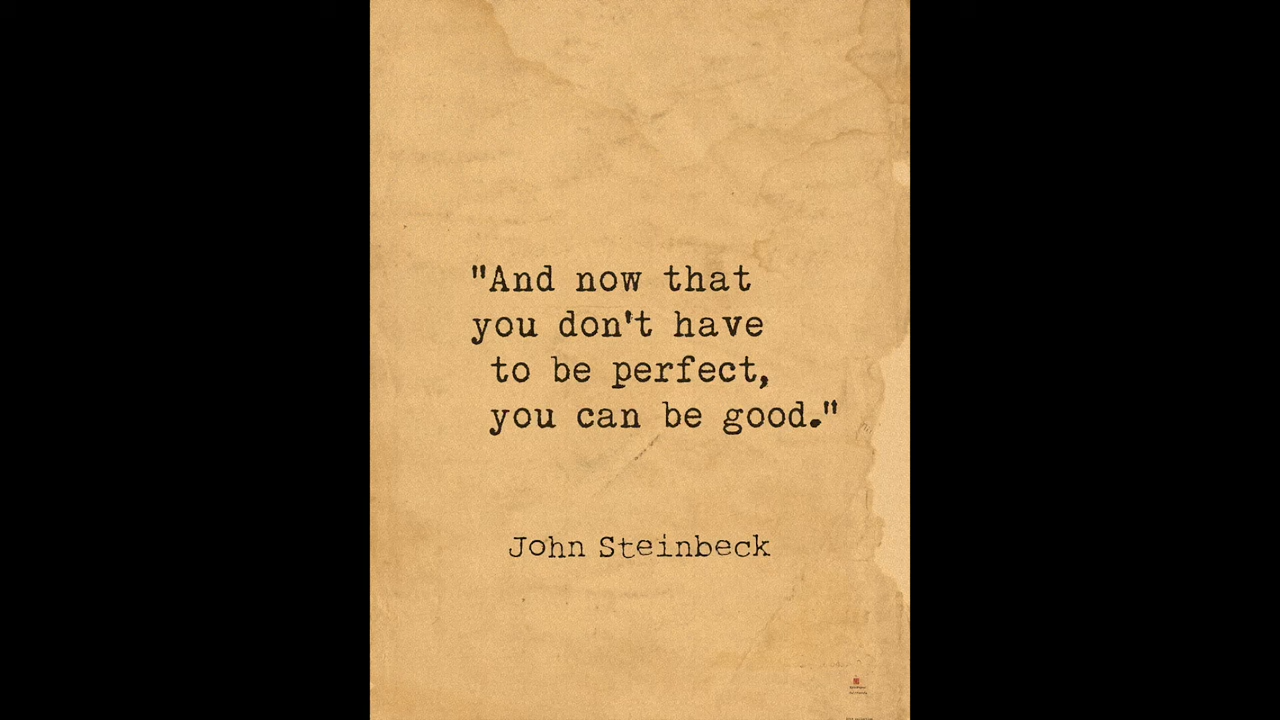 "And now that
you don't have
to be perfect,
you can be good."
John Steinbeck